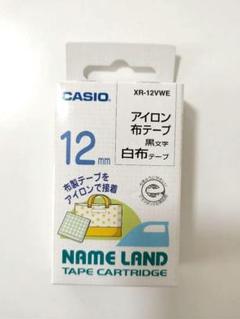 CASIO
XR-12VWE
アイロン
布テープ
黒文字
白布テープ
12mm
布製テープを
アイロンで接着
NAME LAND
TAPE CARTRIDGE